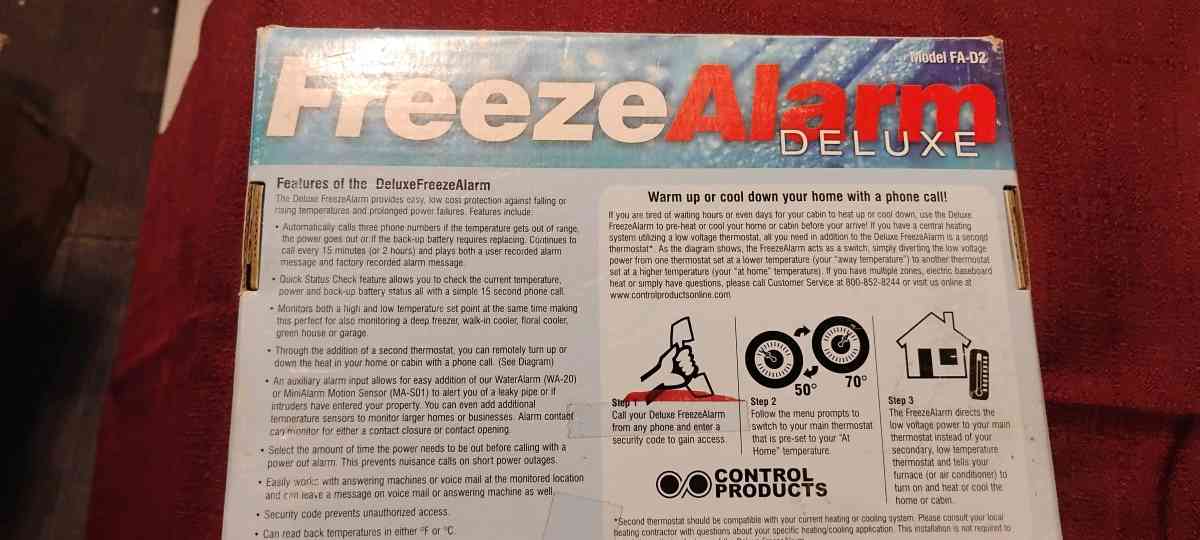 Model FA-D2
FreezeAlarm
DELUXE
Features of the DeluxeFreezeAlarm
The Deluxe FreezeAlarm provides easy, low cost protection against falling or
rising temperatures and prolonged power failures. Features include:
• Automatically calls three phone numbers if the temperature gets out of range,
the power goes out or if the back-up battery requires replacing. Continues to
call every 15 minutes (or 2 hours) and plays both a user recorded alarm
message and factory recorded alarm message.
• Quick Status Check feature allows you to check the current temperature,
power and back-up battery status all with a simple 15 second phone call.
• Monitors both a high and low temperature set point at the same time making
this perfect for also monitoring a deep freezer, walk-in cooler, floral cooler,
green house or garage.
• Through the addition of a second thermostat, you can remotely turn up or
down the heat in your home or cabin with a phone call. (See Diagram)
• An auxiliary alarm input allows for easy addition of our WaterAlarm (WA-20)
or MiniAlarm Motion Sensor (MA-S01) to alert you of a leaky pipe or if
intruders have entered your property. You can even add additional
temperature sensors to monitor larger homes or businesses. Alarm contact
can monitor for either a contact closure or contact opening.
• Select the amount of time the power needs to be out before calling with a
power out alarm. This prevents nuisance calls on short power outages.
• Easily works with answering machines or voice mail at the monitored location
and can leave a message on voice mail or answering machine as well.
• Security code prevents unauthorized access.
• Can read back temperatures in either °F or °C.
Warm up or cool down your home with a phone call!
If you are tired of waiting hours or even days for your cabin to heat up or cool down, use the Deluxe
FreezeAlarm to pre-heat or cool your home or cabin before your arrive! If you have a central heating
system utilizing a low voltage thermostat, all you need in addition to the Deluxe FreezeAlarm is a second
thermostat*. As the diagram shows, the FreezeAlarm acts as a switch, simply diverting the low voltage
power from one thermostat set at a lower temperature (your "away temperature") to another thermostat
set at a higher temperature (your "at home" temperature). If you have multiple zones, electric baseboard
heat or simply have questions, please call Customer Service at 800-852-8244 or visit us online at
www.controlproductsonline.com
50°
70°
Step 1
Call your Deluxe FreezeAlarm
from any phone and enter a
security code to gain access.
Step 2
Follow the menu prompts to
switch to your main thermostat
that is pre-set to your "At
Home" temperature.
Step 3
The FreezeAlarm directs the
low voltage power to your main
thermostat instead of your
secondary, low temperature
thermostat and tells your
furnace (or air conditioner) to
turn on and heat or cool the
home or cabin.
CONTROL
PRODUCTS
*Second thermostat should be compatible with your current heating or cooling system. Please consult your local
heating contractor with questions about your specific heating/cooling application. This installation is not required to